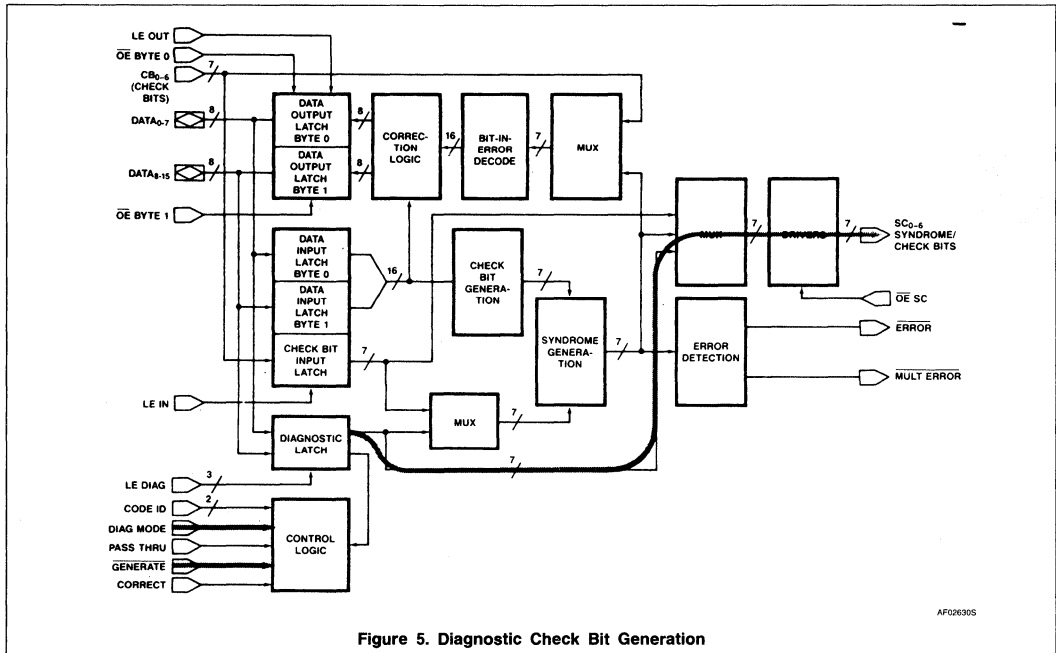 LE OUT
OE BYTE 0
CB0-6
(CHECK
BITS)
7
DATA0-7
8
DATA8-15
8
OE BYTE 1
DATA
OUTPUT
LATCH
BYTE 0
DATA
OUTPUT
LATCH
BYTE 1
8
8
CORREC-
TION
LOGIC
16
BIT-IN-
ERROR
DECODE
7
MUX
DATA
INPUT
LATCH
BYTE 0
DATA
INPUT
LATCH
BYTE 1
CHECK BIT
INPUT
LATCH
16
7
CHECK
BIT
GENERA-
TION
7
SYNDROME
GENERA-
TION
7
MUX
7
MUX
7
DRIVERS
7
SC0-6
SYNDROME/
CHECK BITS
OE SC
ERROR
DETECTION
ERROR
MULT ERROR
LE IN
DIAGNOSTIC
LATCH
7
LE DIAG
3
CODE ID
2
DIAG MODE
PASS THRU
GENERATE
CORRECT
CONTROL
LOGIC
AF02630S
Figure 5. Diagnostic Check Bit Generation